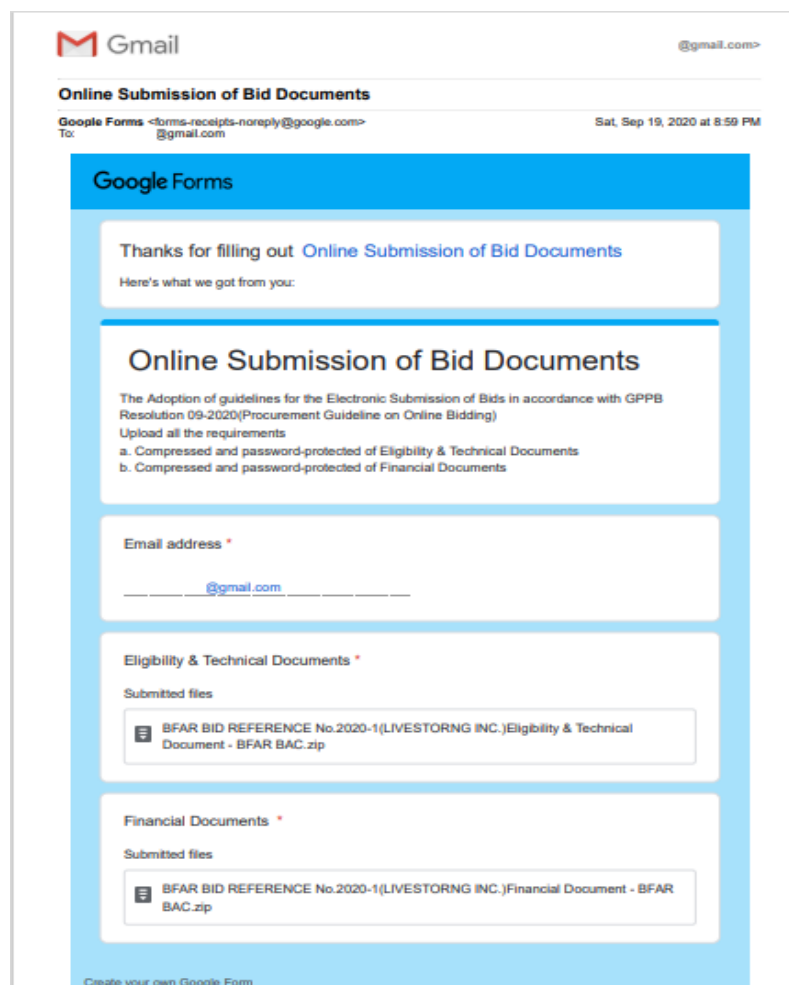 Gmail
@gmail.com>
Online Submission of Bid Documents
Google Forms <forms-receipts-noreply@google.com>
Sat, Sep 19, 2020 at 8:59 PM
To: @gmail.com
Google Forms
Thanks for filling out Online Submission of Bid Documents
Here's what we got from you:
Online Submission of Bid Documents
The Adoption of guidelines for the Electronic Submission of Bids in accordance with GPPB
Resolution 09-2020(Procurement Guideline on Online Bidding)
Upload all the requirements
a. Compressed and password-protected of Eligibility & Technical Documents
b. Compressed and password-protected of Financial Documents
Email address *
@gmail.com
Eligibility & Technical Documents *
Submitted files
BFAR BID REFERENCE No.2020-1(LIVESTORNG INC.)Eligibility & Technical
Document - BFAR BAC.zip
Financial Documents *
Submitted files
BFAR BID REFERENCE No.2020-1(LIVESTORNG INC.)Financial Document - BFAR
BAC.zip
Create your own Google Form